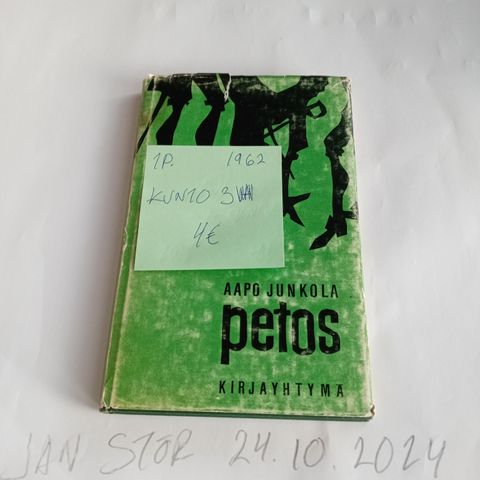 1P. 1962
KUNTO 3
4€
AAPO JUNKOLA
petos
KIRJAYHTYMÄ
JAN STOR 24.10.2024